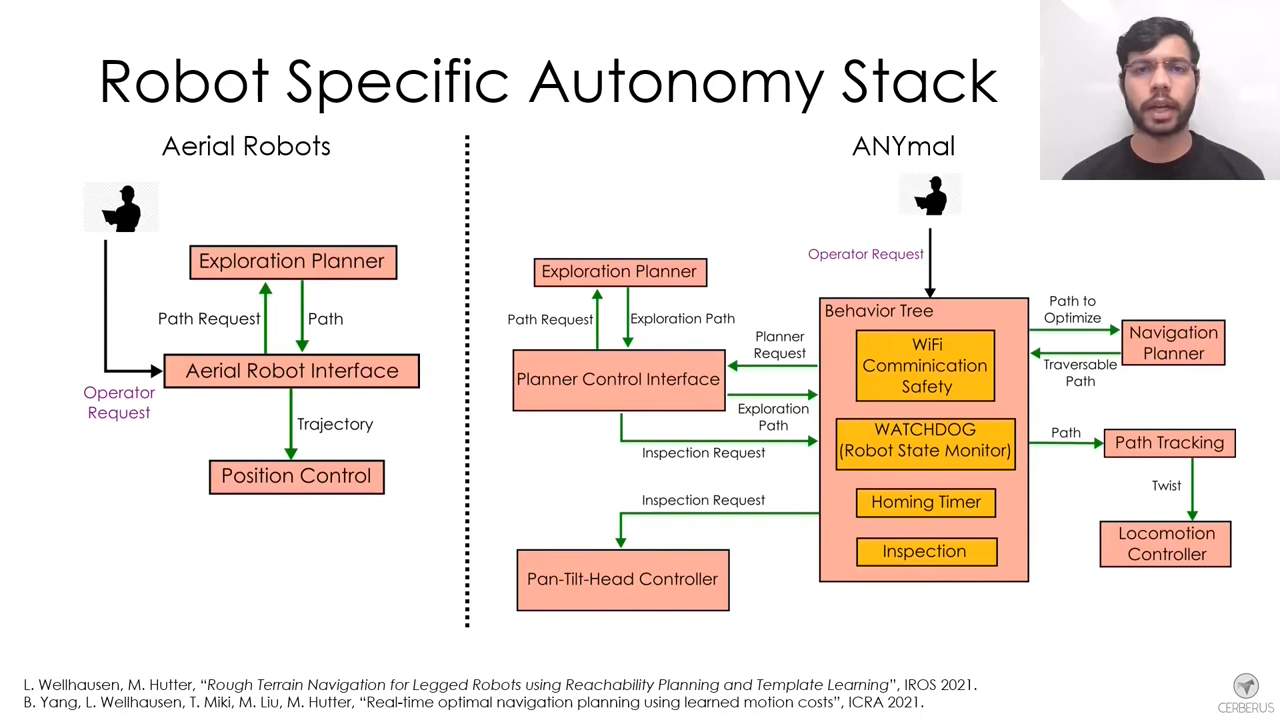 Robot Specific Autonomy Stack
Aerial Robots
Exploration Planner
Path Request
Path
Aerial Robot Interface
Operator
Request
Trajectory
Position Control
ANYmal
Operator Request
Exploration Planner
Path Request
Exploration Path
Planner Control Interface
Planner
Request
Exploration
Path
Inspection Request
Inspection Request
Pan-Tilt-Head Controller
Behavior Tree
WiFi
Comminication
Safety
WATCHDOG
(Robot State Monitor)
Homing Timer
Inspection
Path to
Optimize
Navigation
Planner
Traversable
Path
Path
Path Tracking
Twist
Locomotion
Controller
L. Wellhausen, M. Hutter, “Rough Terrain Navigation for Legged Robots using Reachability Planning and Template Learning”, IROS 2021.
B. Yang, L. Wellhausen, T. Miki, M. Liu, M. Hutter, “Real-time optimal navigation planning using learned motion costs”, ICRA 2021.
CERBERUS